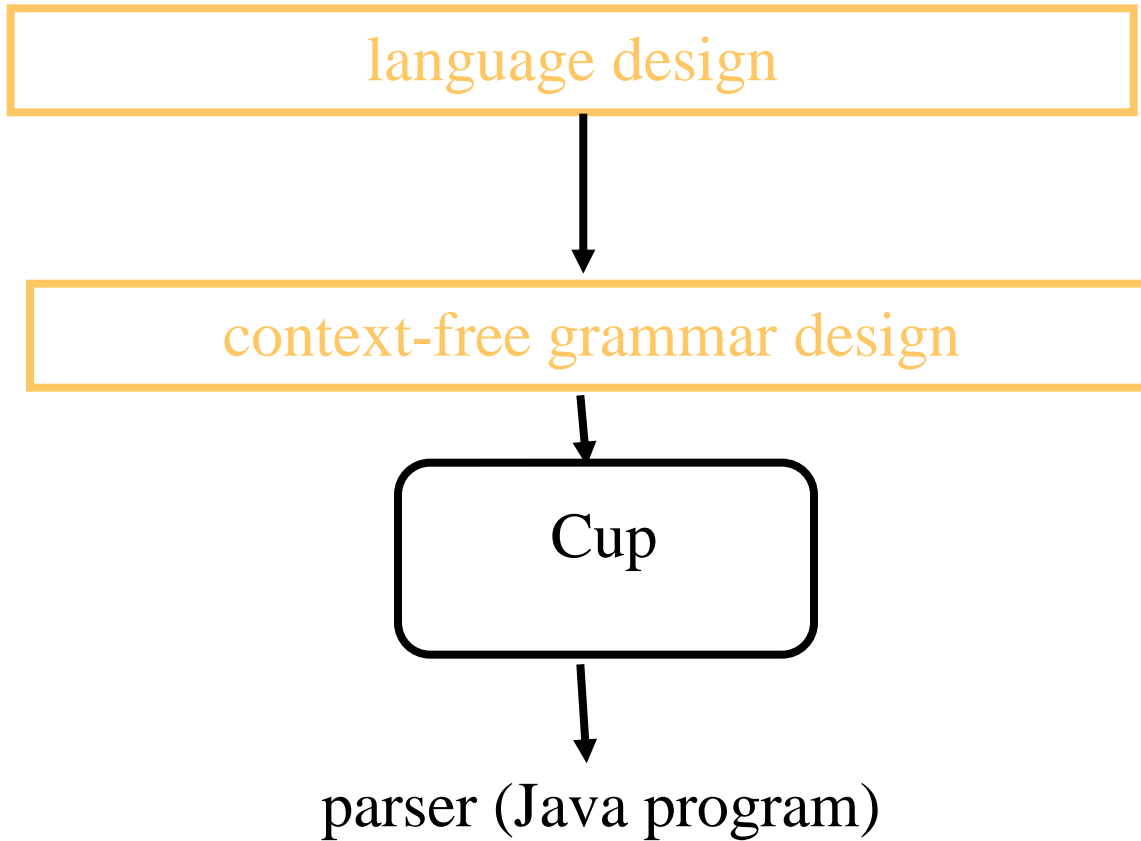 language design
context-free grammar design
Cup
parser (Java program)